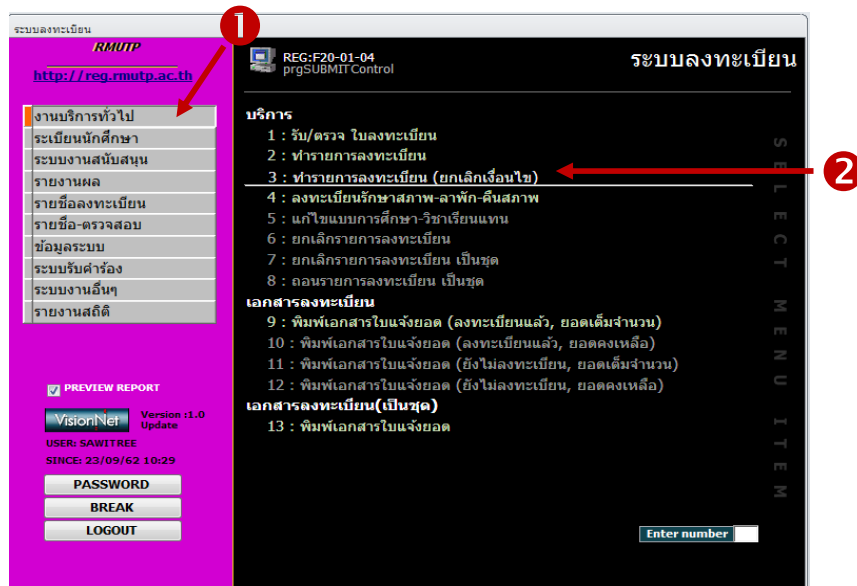 ระบบลงทะเบียน
1
RMUTP
http://reg.rmutp.ac.th
งานบริการทั่วไป
ระเบียนนักศึกษา
ระบบงานสนับสนุน
รายงานผล
รายชื่อลงทะเบียน
รายชื่อ-ตรวจสอบ
ข้อมูลระบบ
ระบบรับคำร้อง
ระบบงานอื่นๆ
รายงานสถิติ
PREVIEW REPORT
VisionNet
Version :1.0
Update
USER: SAWITREE
SINCE: 23/09/62 10:29
PASSWORD
BREAK
LOGOUT
REG:F20-01-04
prgSUBMITControl
ระบบลงทะเบียน
บริการ
1 : รับ/ตรวจ ใบลงทะเบียน
2 : ทำรายการลงทะเบียน
3 : ทำรายการลงทะเบียน (ยกเลิกเงื่อนไข)
2
4 : ลงทะเบียนรักษาสภาพ-ลาพัก-คืนสภาพ
5 : แก้ไขแบบการศึกษา-วิชาเรียนแทน
6 : ยกเลิกรายการลงทะเบียน
7 : ยกเลิกรายการลงทะเบียน เป็นชุด
8 : ถอนรายการลงทะเบียน เป็นชุด
เอกสารลงทะเบียน
9 : พิมพ์เอกสารใบแจ้งยอด (ลงทะเบียนแล้ว, ยอดเต็มจำนวน)
10 : พิมพ์เอกสารใบแจ้งยอด (ลงทะเบียนแล้ว, ยอดคงเหลือ)
11 : พิมพ์เอกสารใบแจ้งยอด (ยังไม่ลงทะเบียน, ยอดเต็มจำนวน)
12 : พิมพ์เอกสารใบแจ้งยอด (ยังไม่ลงทะเบียน, ยอดคงเหลือ)
เอกสารลงทะเบียน(เป็นชุด)
13 : พิมพ์เอกสารใบแจ้งยอด
SELECT MENU ITEM
Enter number